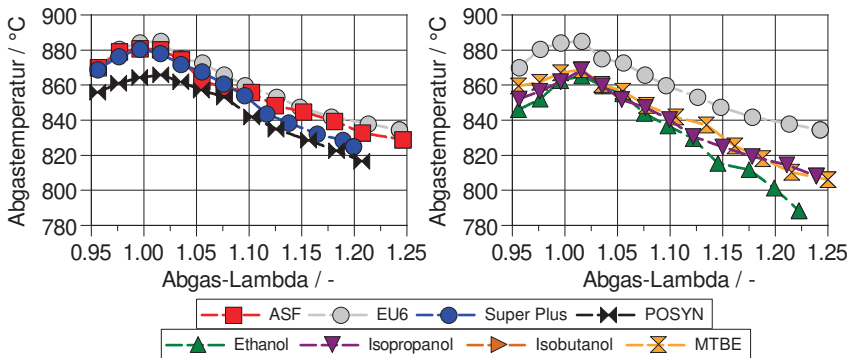 Abgastemperatur / °C
900
880
860
840
820
800
780
0.95 1.00 1.05 1.10 1.15 1.20 1.25
Abgas-Lambda / -
Abgastemperatur / °C
900
880
860
840
820
800
780
0.95 1.00 1.05 1.10 1.15 1.20 1.25
Abgas-Lambda / -
ASF EU6 Super Plus POSYN
Ethanol Isopropanol Isobutanol MTBE